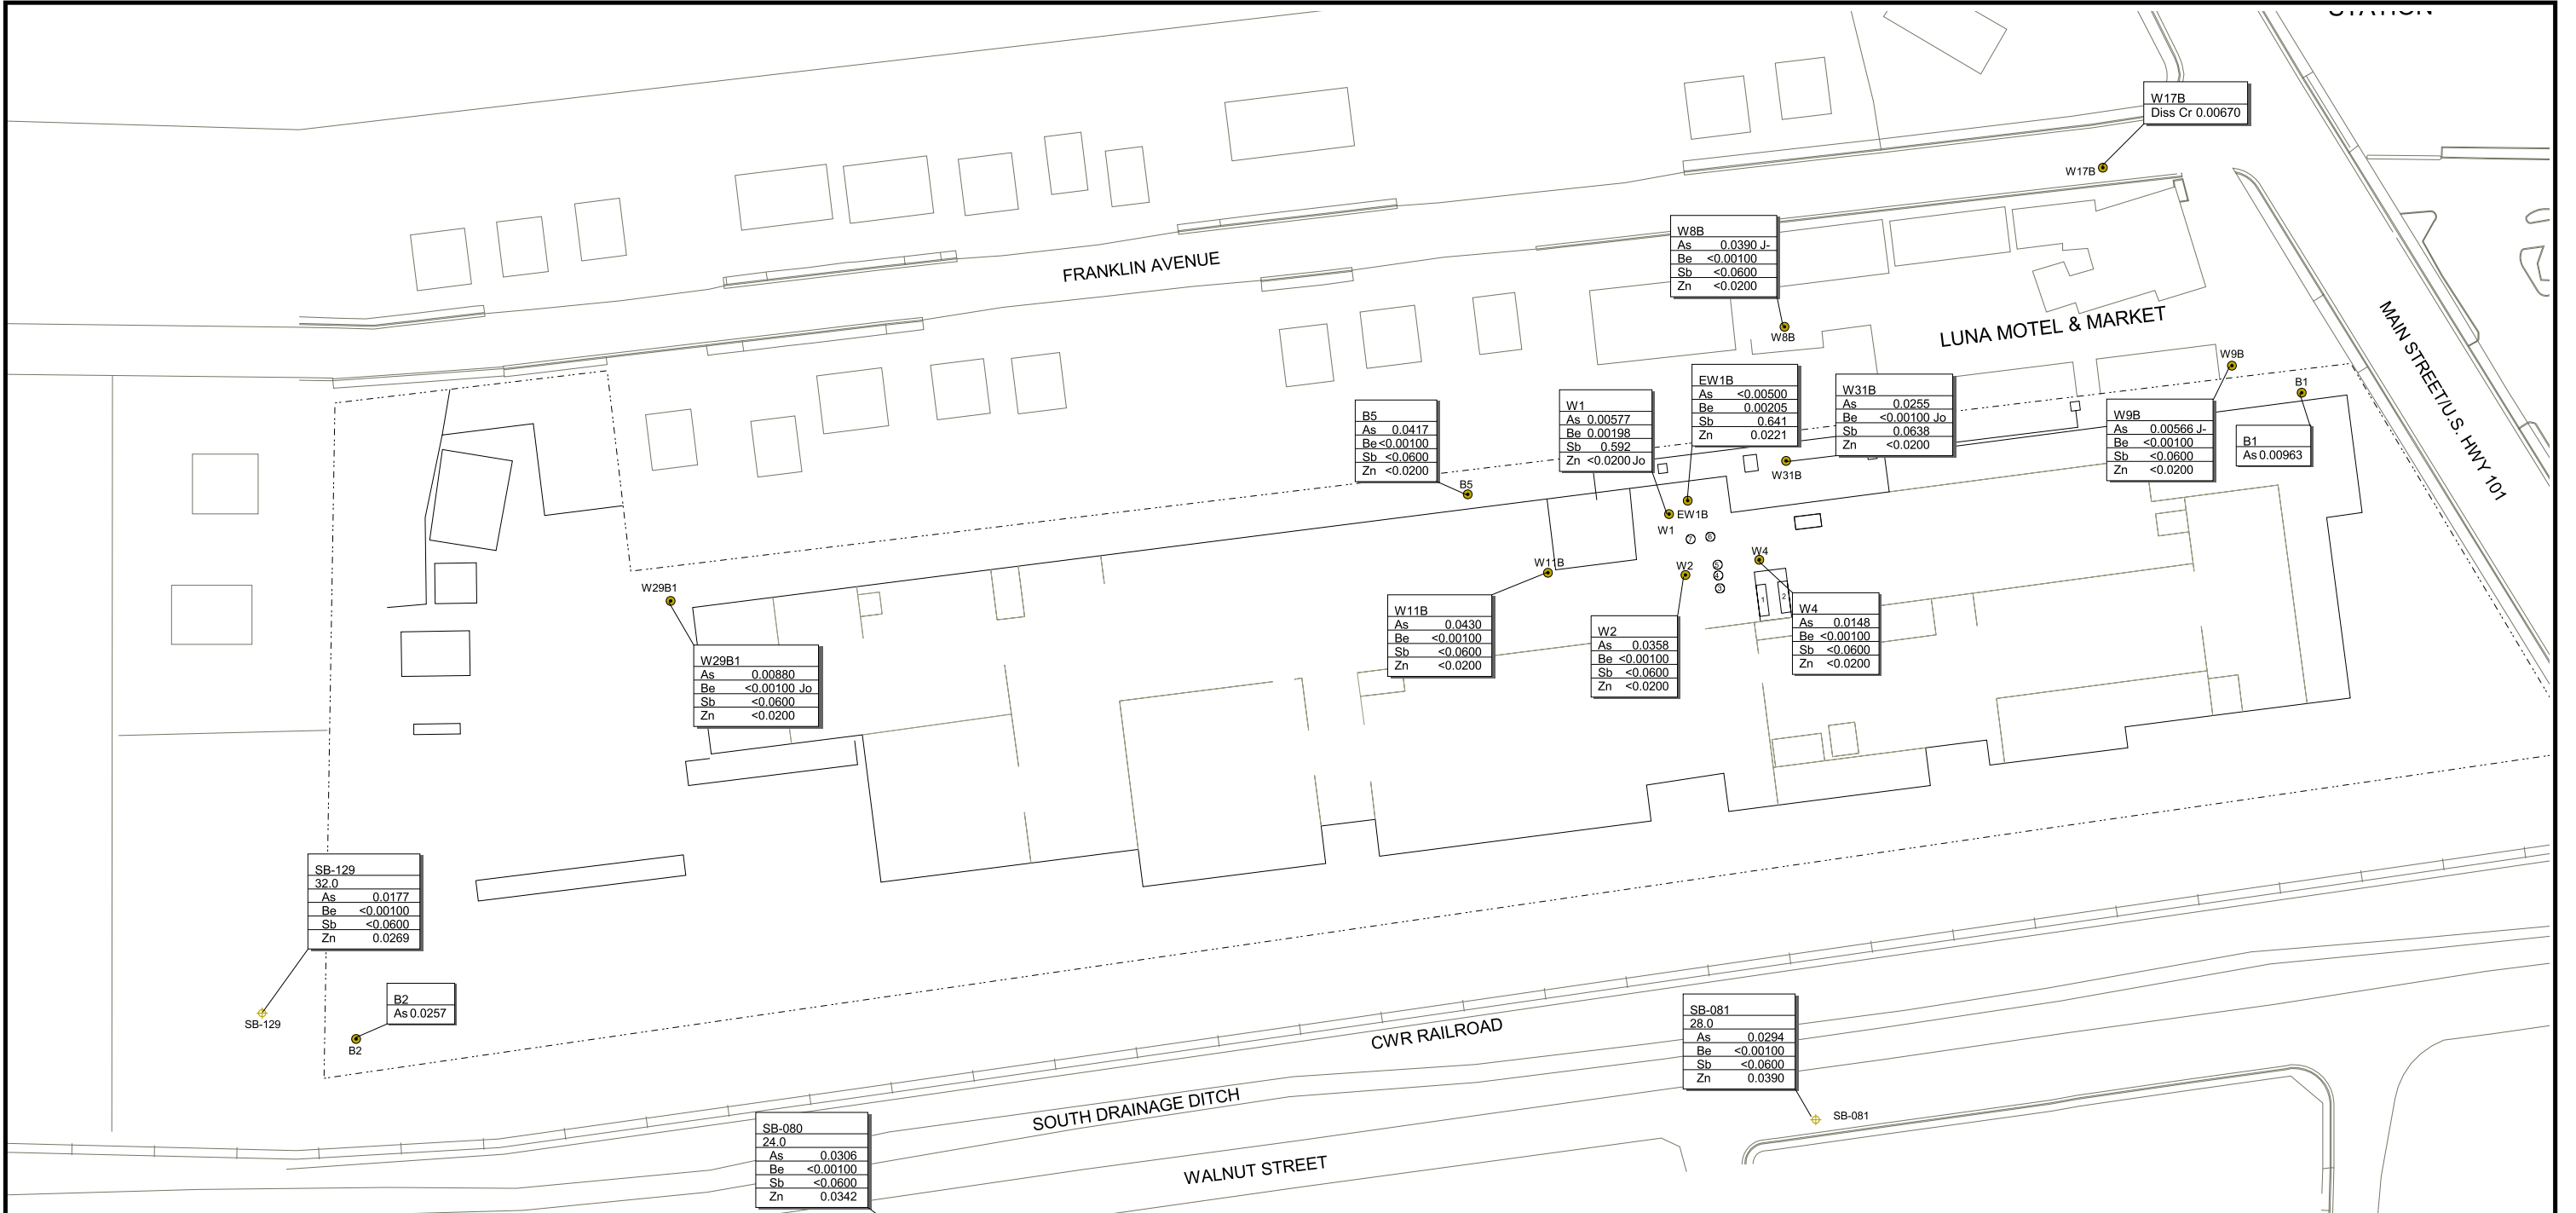 W17B
Diss Cr 0.00670
W17B
FRANKLIN AVENUE
W8B
As 0.0390 J-
Be <0.00100
Sb <0.0600
Zn <0.0200
W8B
LUNA MOTEL & MARKET
MAIN STREET/U.S. HWY 101
W9B
B1
B5
As 0.0417
Be <0.00100
Sb <0.0600
Zn <0.0200
B5
W1
As 0.00577
Be 0.00198
Sb 0.592
Zn <0.0200 Jo
EW1B
As <0.00500
Be 0.00205
Sb 0.641
Zn 0.0221
W31B
As 0.0255
Be <0.00100 Jo
Sb 0.0638
Zn <0.0200
W31B
W9B
As 0.00566 J-
Be <0.00100
Sb <0.0600
Zn <0.0200
B1
As 0.00963
EW1B
W1
7
W4
W11B
W2
5
4
3
1
2
W29B1
W29B1
As 0.00880
Be <0.00100 Jo
Sb <0.0600
Zn <0.0200
W11B
As 0.0430
Be <0.00100
Sb <0.0600
Zn <0.0200
W2
As 0.0358
Be <0.00100
Sb <0.0600
Zn <0.0200
W4
As 0.0148
Be <0.00100
Sb <0.0600
Zn <0.0200
SB-129
32.0
As 0.0177
Be <0.00100
Sb <0.0600
Zn 0.0269
SB-129
B2
As 0.0257
B2
CWR RAILROAD
SB-081
28.0
As 0.0294
Be <0.00100
Sb <0.0600
Zn 0.0390
SB-081
SOUTH DRAINAGE DITCH
SB-080
24.0
As 0.0306
Be <0.00100
Sb <0.0600
Zn 0.0342
WALNUT STREET